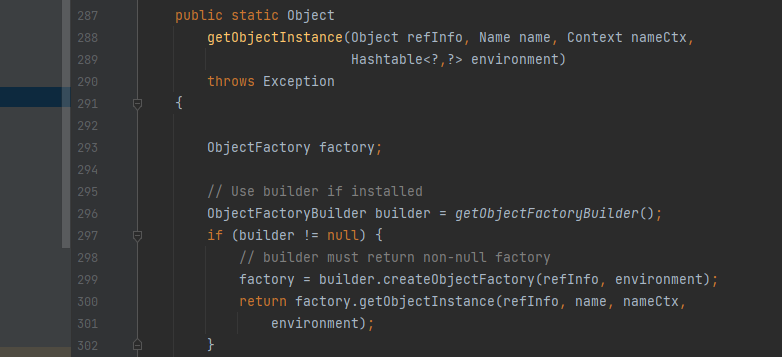 287 public static Object
288 getObjectInstance(Object refInfo, Name name, Context nameCtx,
289 Hashtable<?,?> environment)
290 throws Exception
291 {
292
293 ObjectFactory factory;
294
295 // Use builder if installed
296 ObjectFactoryBuilder builder = getObjectFactoryBuilder();
297 if (builder != null) {
298 // builder must return non-null factory
299 factory = builder.createObjectFactory(refInfo, environment);
300 return factory.getObjectInstance(refInfo, name, nameCtx,
301 environment);
302 }